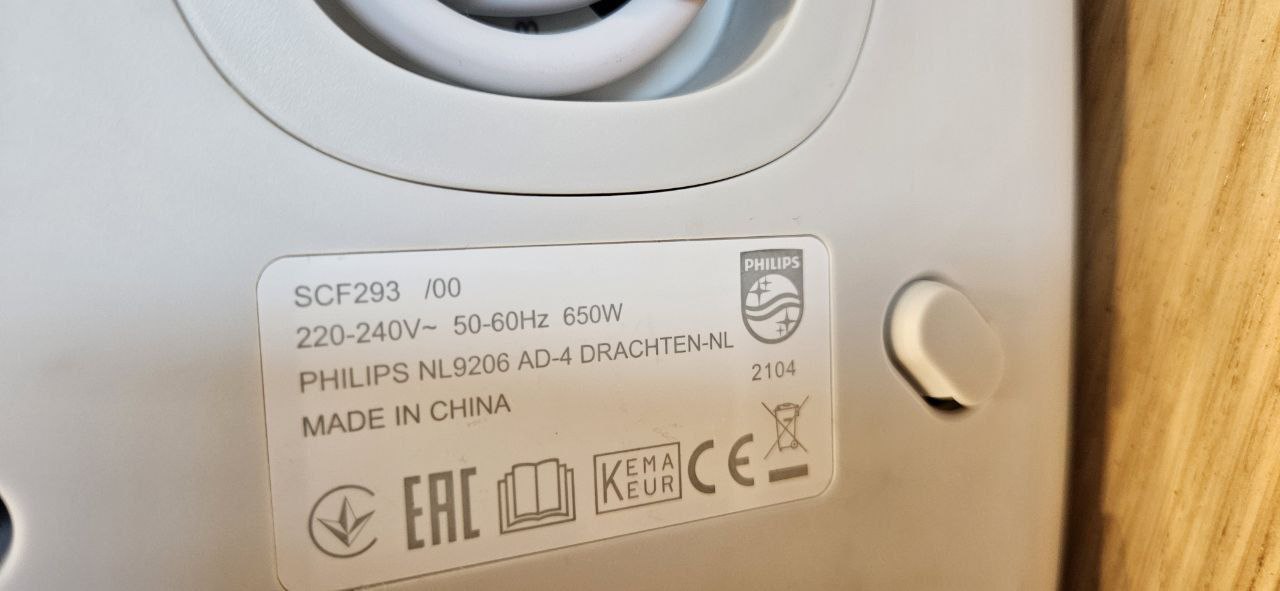 SCF293 /00
220-240V~ 50-60Hz 650W
PHILIPS NL9206 AD-4 DRACHTEN-NL
MADE IN CHINA
PHILIPS
2104
EAC
KEMA
EUR
CE